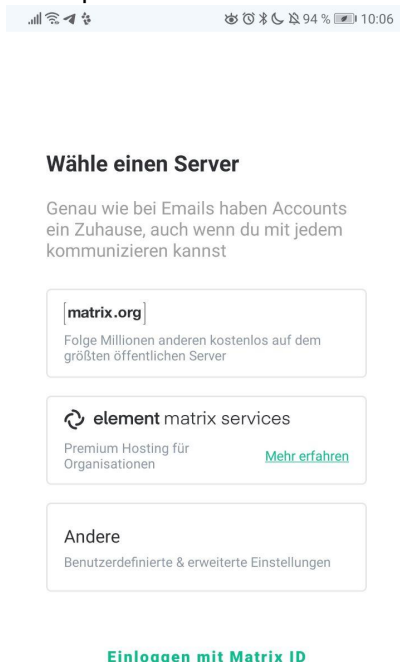 94 % 10:06
Wähle einen Server
Genau wie bei Emails haben Accounts
ein Zuhause, auch wenn du mit jedem
kommunizieren kannst
[matrix.org]
Folge Millionen anderen kostenlos auf dem
größten öffentlichen Server
element matrix services
Premium Hosting für
Organisationen
Mehr erfahren
Andere
Benutzerdefinierte & erweiterte Einstellungen
Einloggen mit Matrix ID